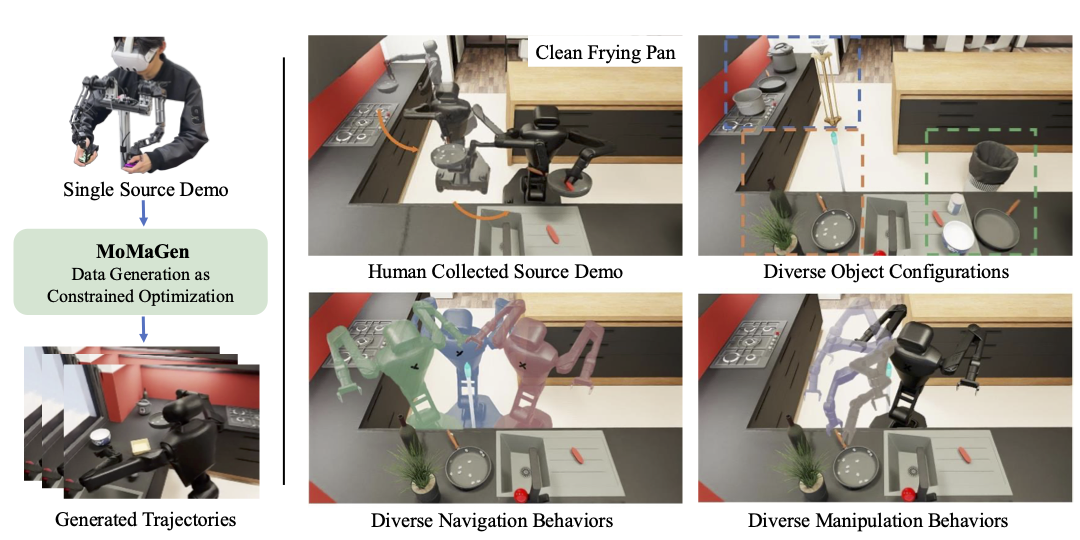 Single Source Demo
MoMaGen
Data Generation as
Constrained Optimization
Generated Trajectories
Clean Frying Pan
Human Collected Source Demo
Diverse Object Configurations
Diverse Navigation Behaviors
Diverse Manipulation Behaviors